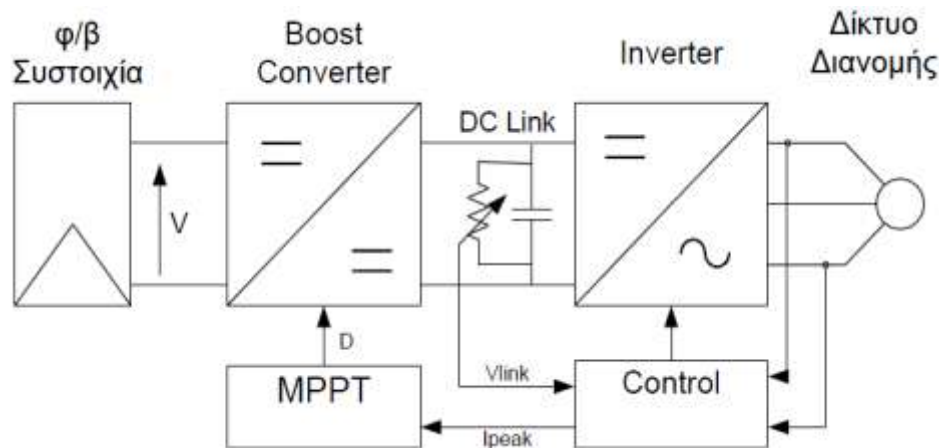 φ/β
Συστοιχία
Boost
Converter
DC Link
Inverter
Δίκτυο
Διανομής
V
D
Vlink
MPPT
Control
Ipeak